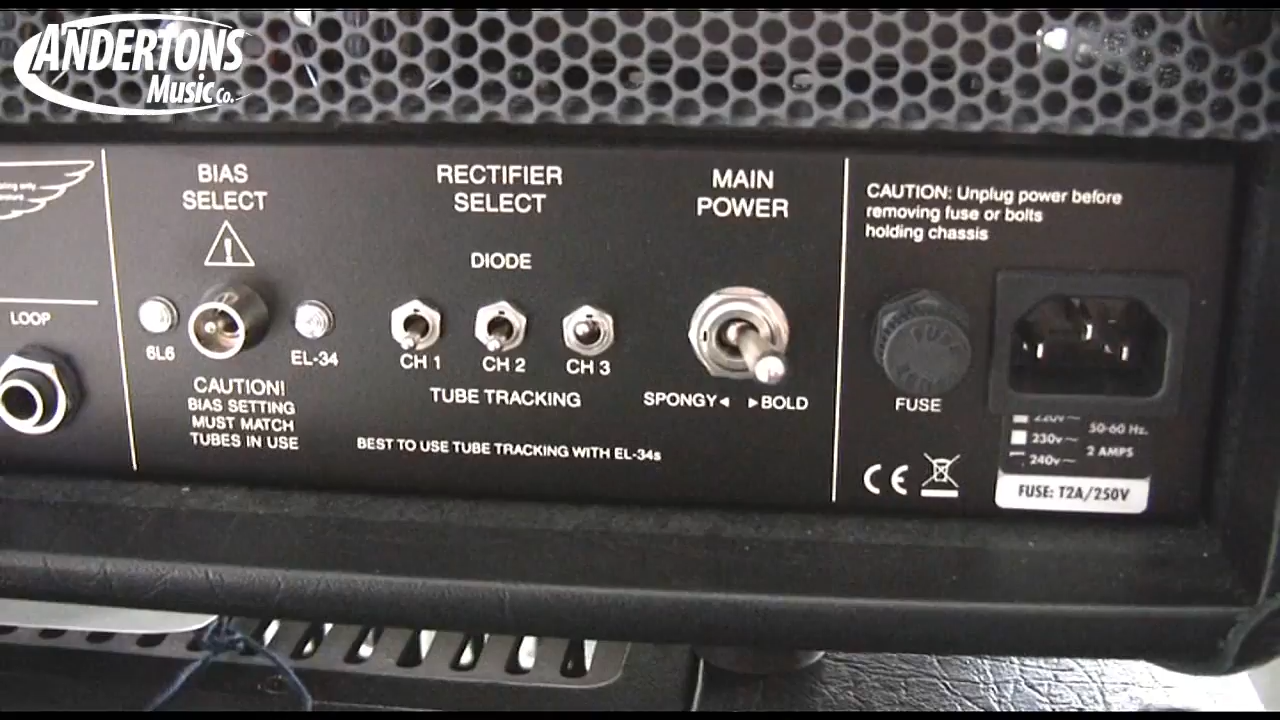 ANDERTONS
Music Co.
only
LOOP
BIAS
SELECT
6L6
EL-34
CAUTION!
BIAS SETTING
MUST MATCH
TUBES IN USE
RECTIFIER
SELECT
DIODE
CH 1
CH 2
CH 3
TUBE TRACKING
BEST TO USE TUBE TRACKING WITH EL-34s
MAIN
POWER
SPONGY◄ ►BOLD
CAUTION: Unplug power before
removing fuse or bolts
holding chassis
FUSE
FUSE
CE
220v~
230v~
240v~
50-60 Hz.
2 AMPS
FUSE: T2A/250V